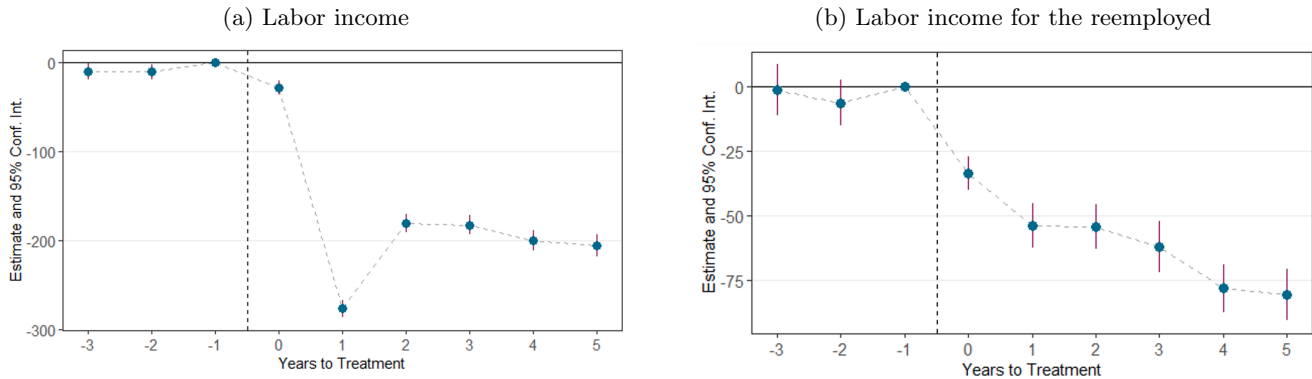 (a) Labor income
0
-100
-200
-300
Estimate and 95% Conf. Int.
-3 -2 -1 0 1 2 3 4 5
Years to Treatment
(b) Labor income for the reemployed
0
-25
-50
-75
Estimate and 95% Conf. Int.
-3 -2 -1 0 1 2 3 4 5
Years to Treatment